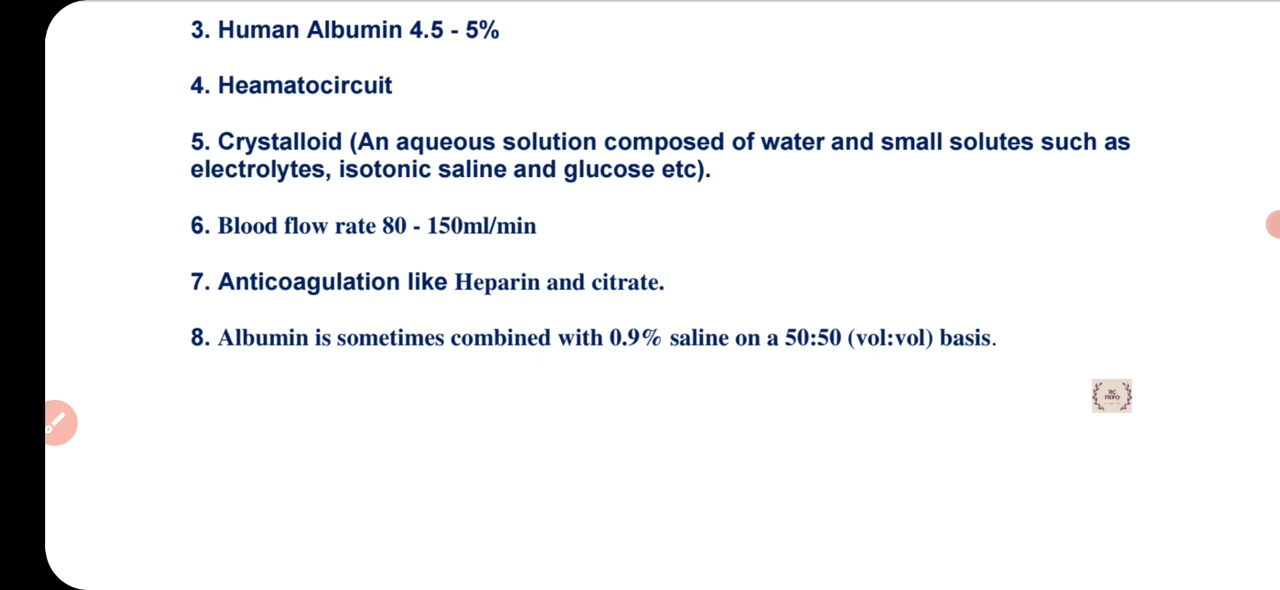 3. Human Albumin 4.5 - 5%
4. Heamatocircuit
5. Crystalloid (An aqueous solution composed of water and small solutes such as
electrolytes, isotonic saline and glucose etc).
6. Blood flow rate 80 - 150ml/min
7. Anticoagulation like Heparin and citrate.
8. Albumin is sometimes combined with 0.9% saline on a 50:50 (vol:vol) basis.
INFO